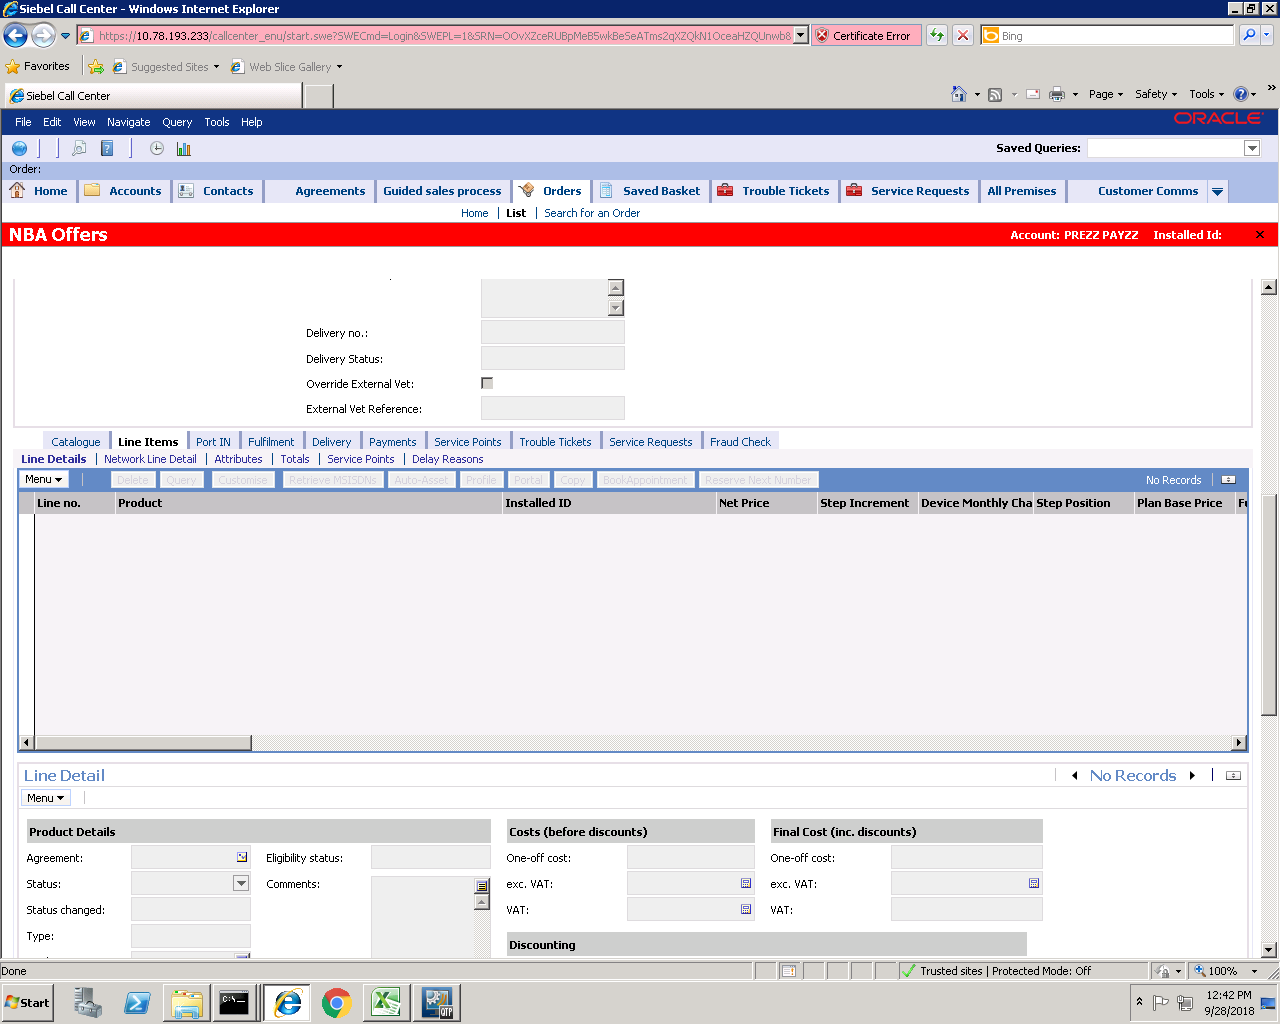 Siebel Call Center - Windows Internet Explorer
https://10.78.193.233/callcenter_enu/start.swe?SWECmd=Login&SWEPL=1&SRN=OOvXZceRUBpMeB5wkBeSeATms2qXZQkN1OceaHZQUnwb8
Certificate Error
Bing
Favorites
Suggested Sites
Web Slice Gallery
Siebel Call Center
Page
Safety
Tools
»
File Edit View Navigate Query Tools Help
ORACLE
Saved Queries:
Order:
Home Accounts Contacts Agreements Guided sales process Orders Saved Basket Trouble Tickets Service Requests All Premises Customer Comms
Home | List | Search for an Order
NBA Offers
Account: PREZZ PAYZZ Installed Id:
Delivery no.:
Delivery Status:
Override External Vet:
External Vet Reference:
Catalogue Line Items Port IN Fulfilment Delivery Payments Service Points Trouble Tickets Service Requests Fraud Check
Line Details | Network Line Detail | Attributes | Totals | Service Points | Delay Reasons
Menu Delete Query Customise Retrieve MSISDNs Auto-Asset Profile Portal Copy BookAppointment Reserve Next Number No Records
Line no. Product Installed ID Net Price Step Increment Device Monthly Cha Step Position Plan Base Price
Line Detail
No Records
Menu
Product Details Costs (before discounts) Final Cost (inc. discounts)
Agreement: Eligibility status: One-off cost: One-off cost:
Status: Comments: exc. VAT: exc. VAT:
Status changed: VAT: VAT:
Type:
Discounting
Done
Trusted sites | Protected Mode: Off
100%
Start
C:\.
QTP
12:42 PM
9/28/2018